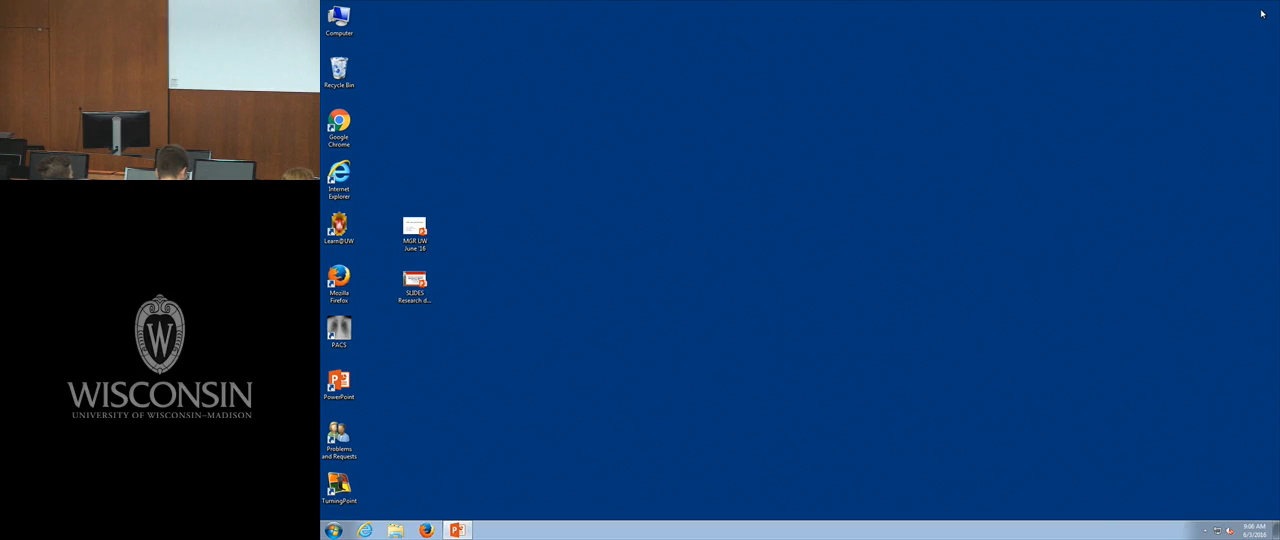 Computer
Recycle Bin
Google
Chrome
Internet
Explorer
Learn@UW
Mozilla
Firefox
PACS
PowerPoint
Problems
and Requests
TurningPoint
MGR UW
June '16
SLIDES
Research d...
W
WISCONSIN
UNIVERSITY OF WISCONSIN–MADISON
9:06 AM
6/3/2016